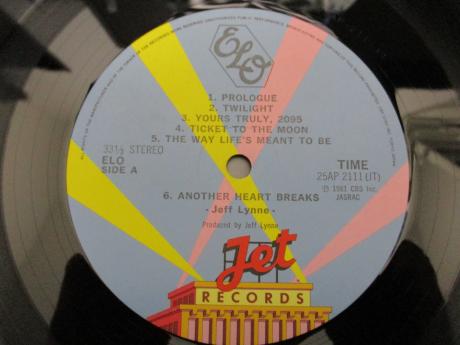 ELO
1. PROLOGUE
2. TWILIGHT
3. YOURS TRULY, 2095
4. TICKET TO THE MOON
5. THE WAY LIFE'S MEANT TO BE
33⅓ STEREO
ELO
SIDE A
TIME
25AP 2111 (JT)
Ⓟ 1981 CBS Inc.
JASRAC
6. ANOTHER HEART BREAKS
- Jeff Lynne -
Produced by Jeff Lynne
Jet
RECORDS